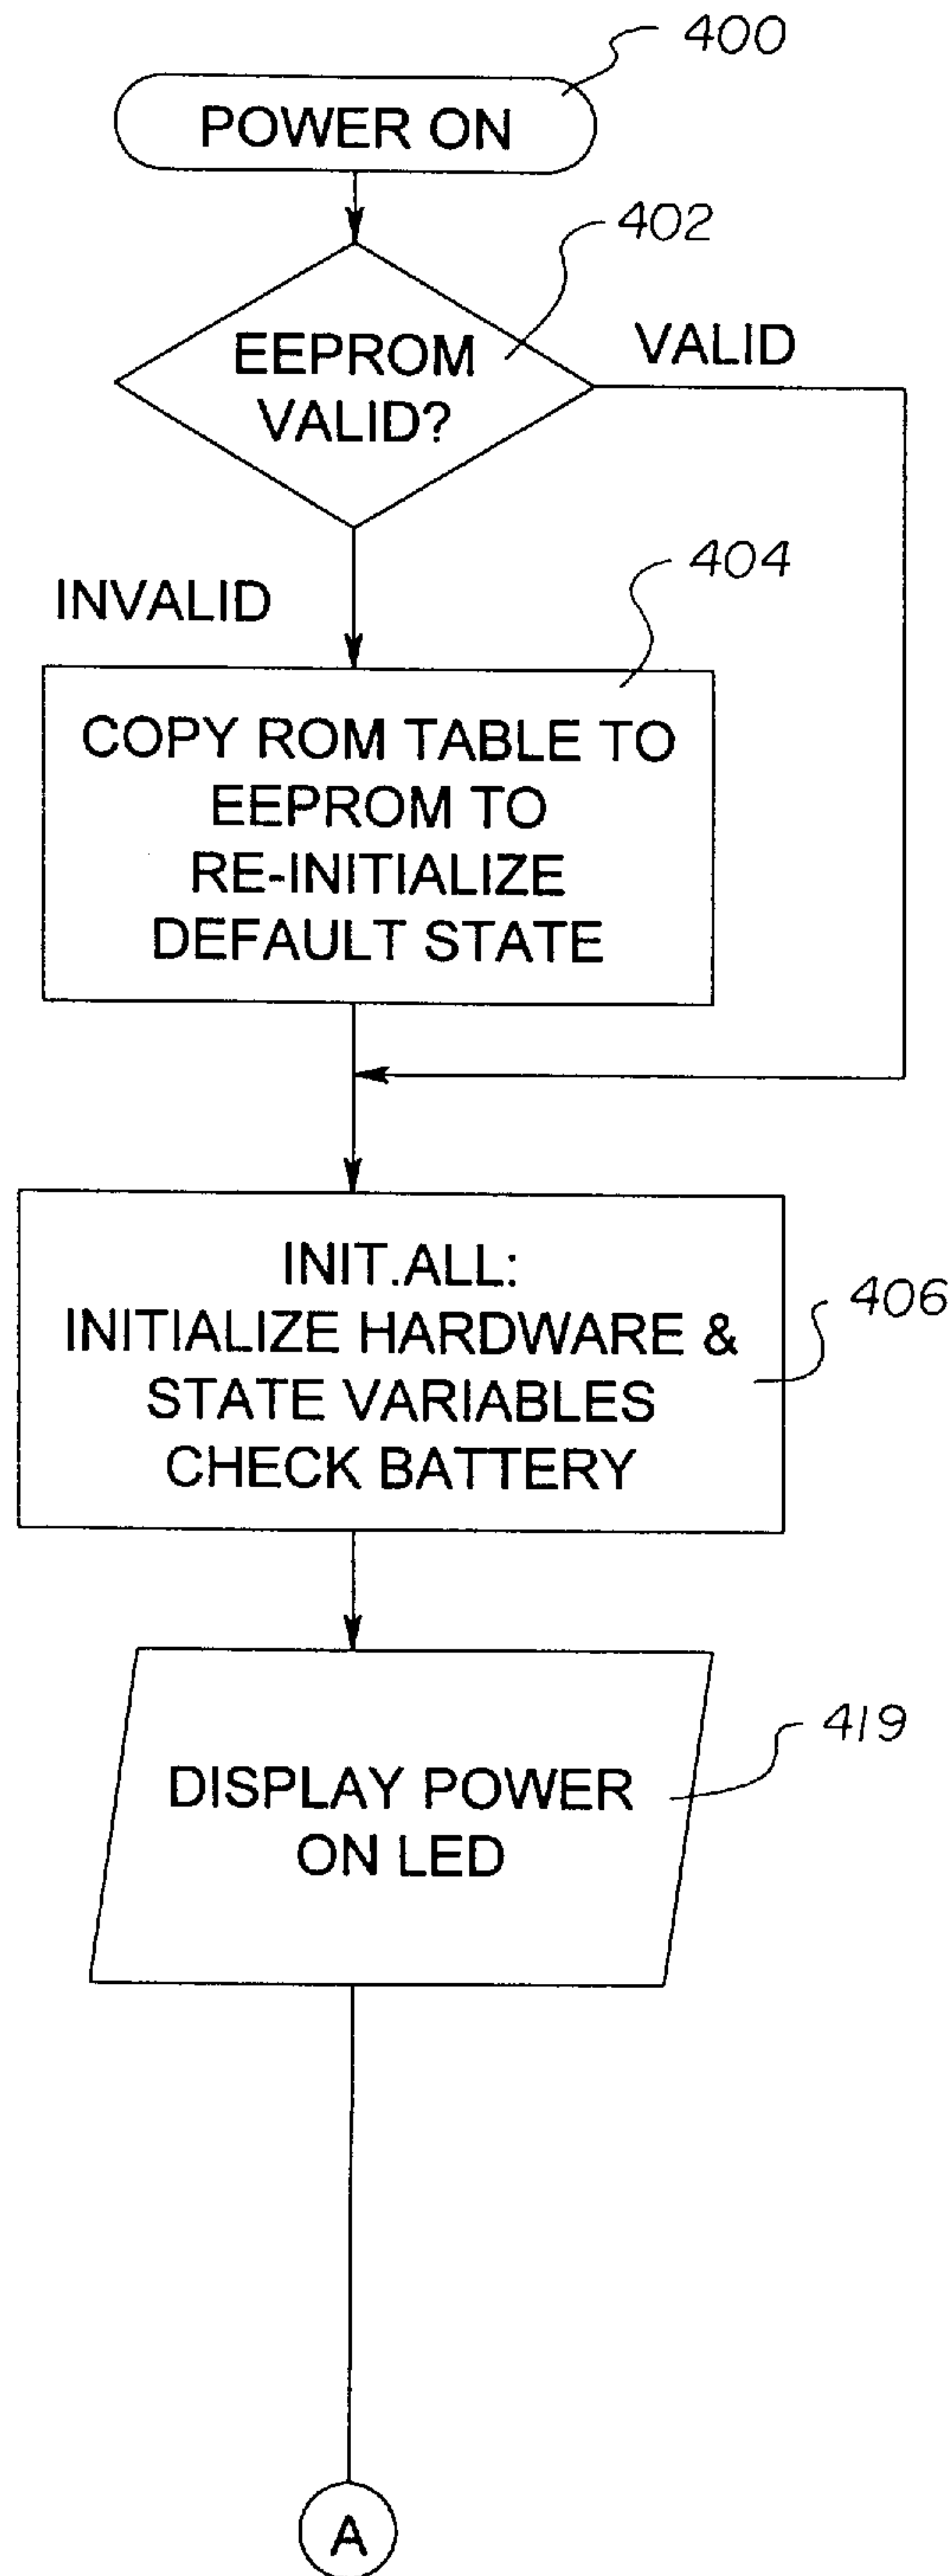 400
POWER ON
402
EEPROM
VALID?
VALID
INVALID
404
COPY ROM TABLE TO
EEPROM TO
RE-INITIALIZE
DEFAULT STATE
INIT.ALL:
INITIALIZE HARDWARE &
STATE VARIABLES
CHECK BATTERY
406
DISPLAY POWER
ON LED
419
A